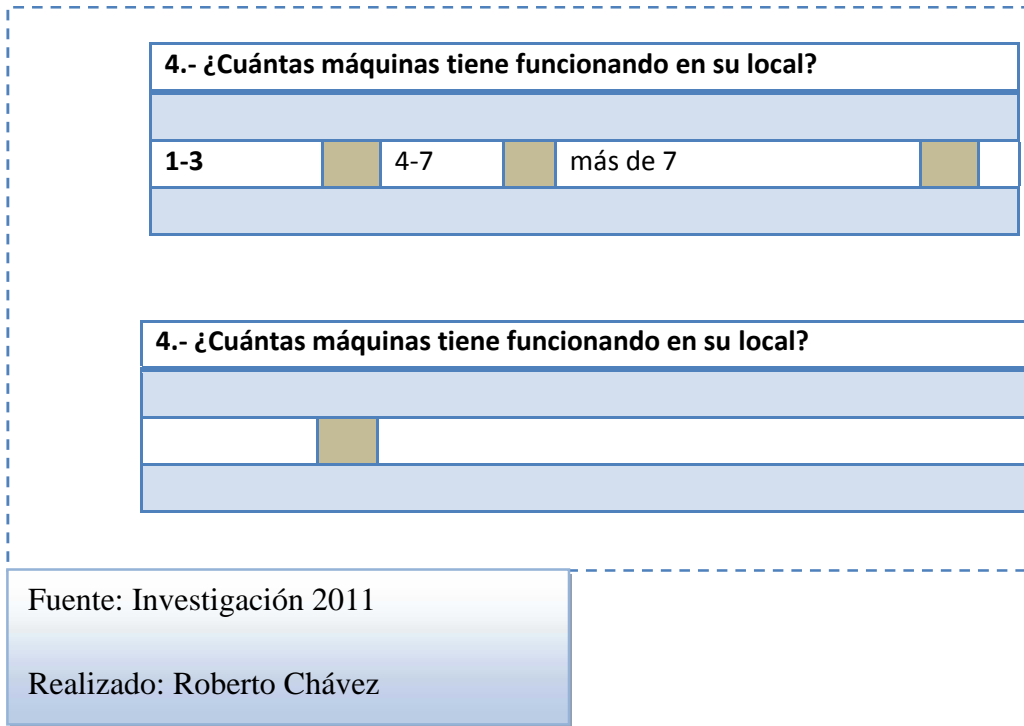 4.- ¿Cuántas máquinas tiene funcionando en su local?
1-3 4-7 más de 7
4.- ¿Cuántas máquinas tiene funcionando en su local?
Fuente: Investigación 2011
Realizado: Roberto Chávez